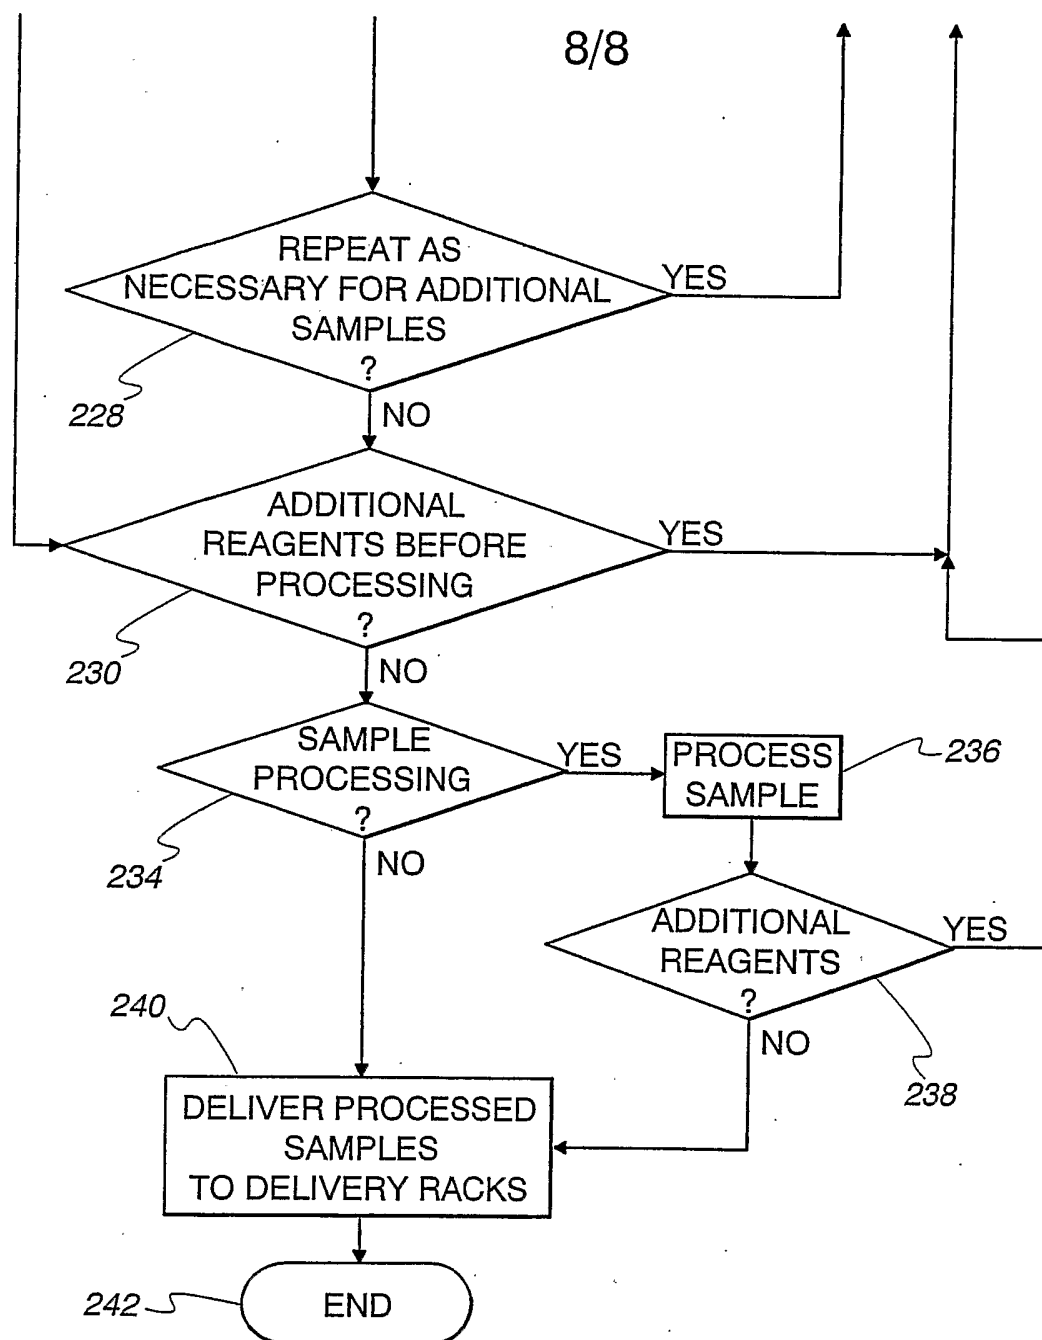 8/8
REPEAT AS
NECESSARY FOR ADDITIONAL
SAMPLES
?
YES
228
NO
ADDITIONAL
REAGENTS BEFORE
PROCESSING
?
YES
230
NO
SAMPLE
PROCESSING
?
YES
PROCESS
SAMPLE
236
234
NO
ADDITIONAL
REAGENTS
?
YES
238
NO
240
DELIVER PROCESSED
SAMPLES
TO DELIVERY RACKS
242
END